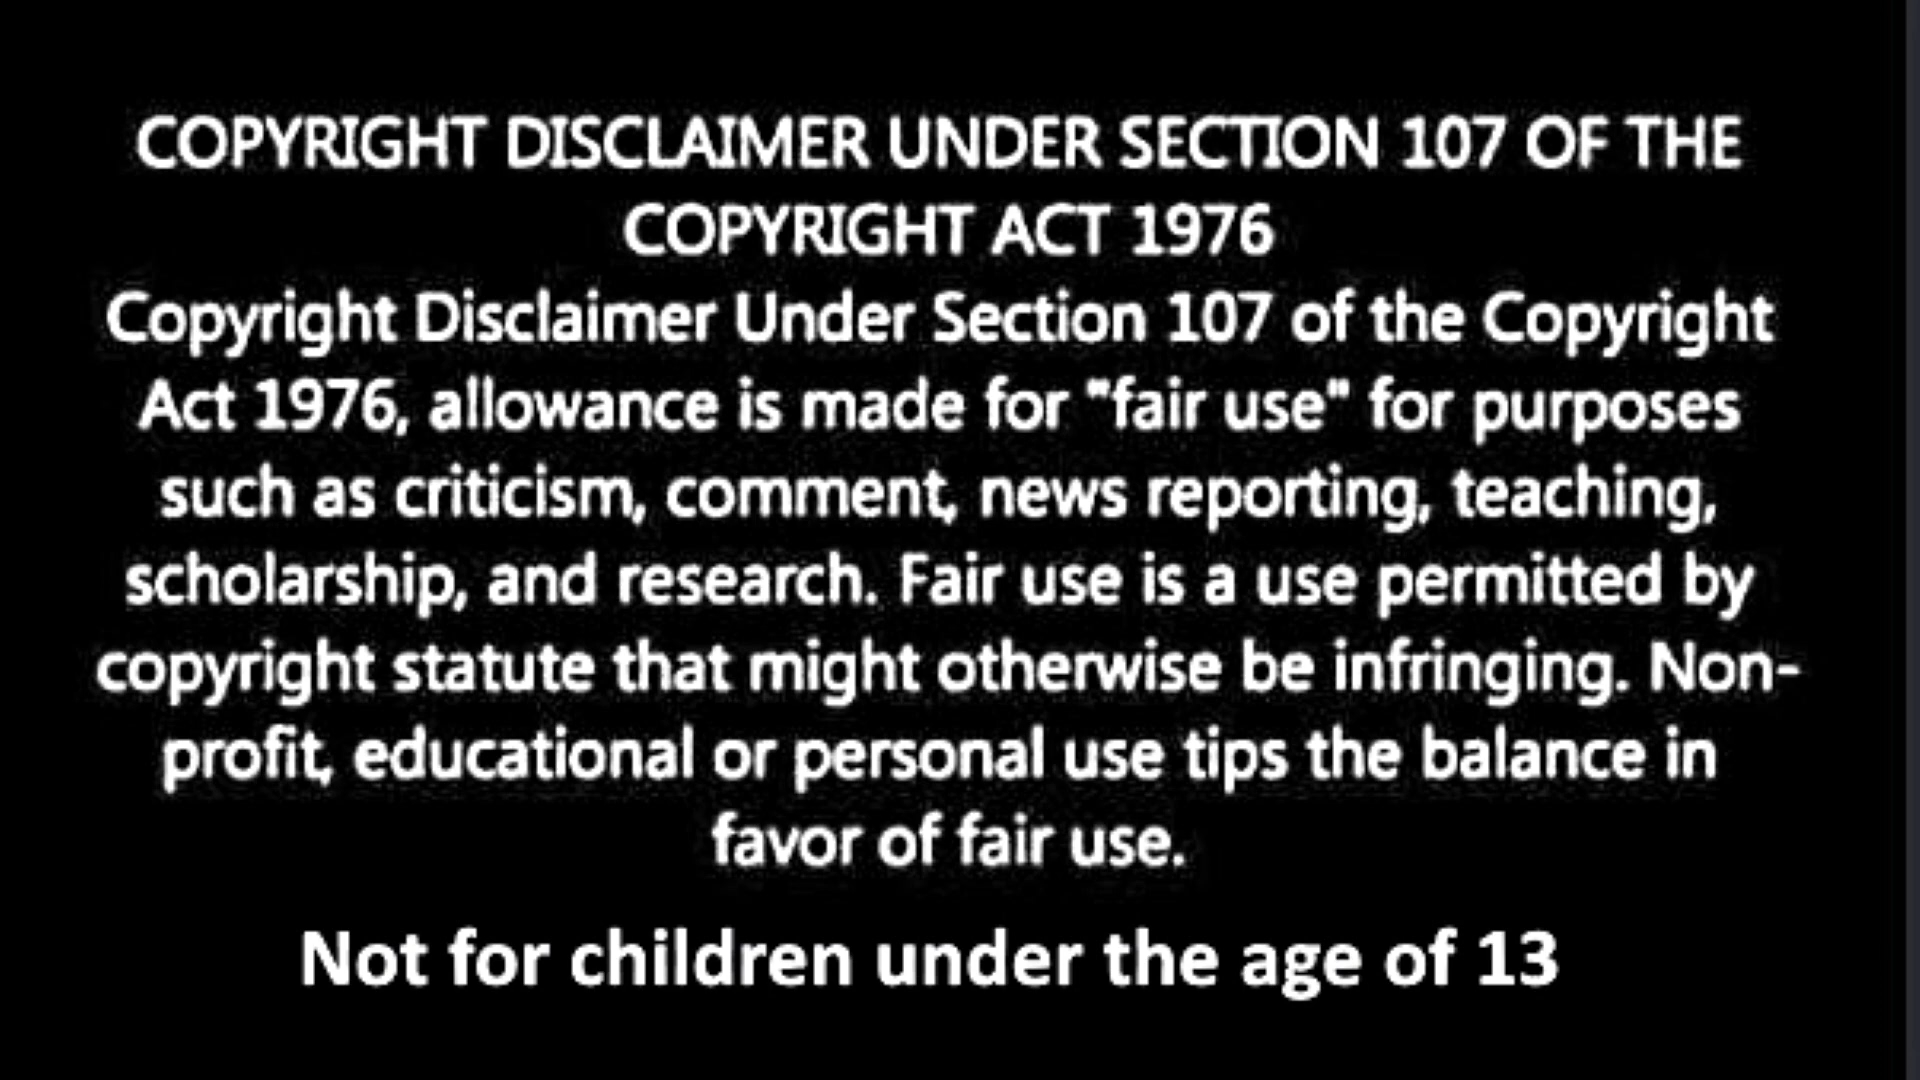 COPYRIGHT DISCLAIMER UNDER SECTION 107 OF THE
COPYRIGHT ACT 1976
Copyright Disclaimer Under Section 107 of the Copyright
Act 1976, allowance is made for "fair use" for purposes
such as criticism, comment, news reporting, teaching,
scholarship, and research. Fair use is a use permitted by
copyright statute that might otherwise be infringing. Non-
profit, educational or personal use tips the balance in
favor of fair use.
Not for children under the age of 13